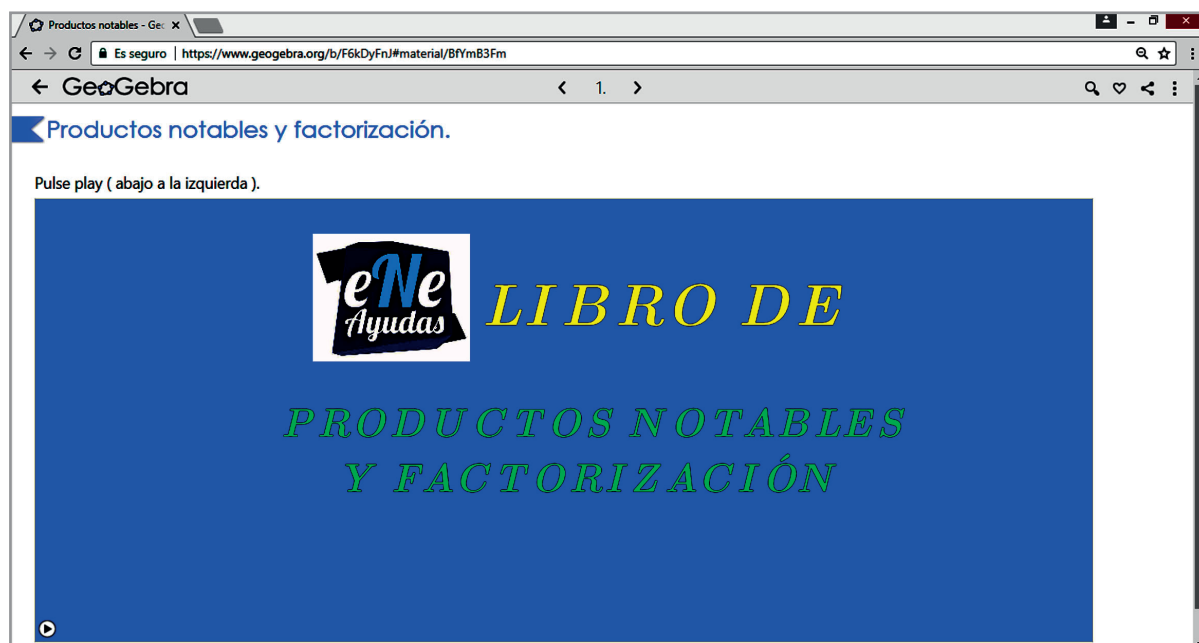 Productos notables - Geo
Es seguro | https://www.geogebra.org/b/F6kDyFnJ#material/BfYmB3Fm
GeoGebra
1.
Productos notables y factorización.
Pulse play ( abajo a la izquierda ).
eNe
Ayudas
LIBRO DE
PRODUCTOS NOTABLES
Y FACTORIZACIÓN